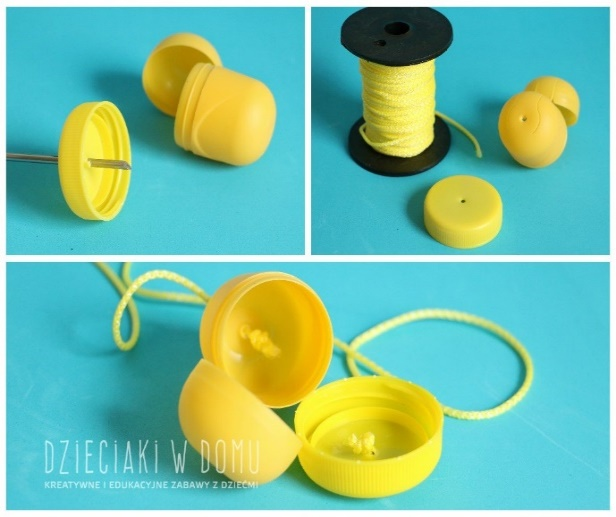 DZIECIAKI W DOMU
KREATYWNE I EDUKACYJNE ZABAWY Z DZIEĆMI